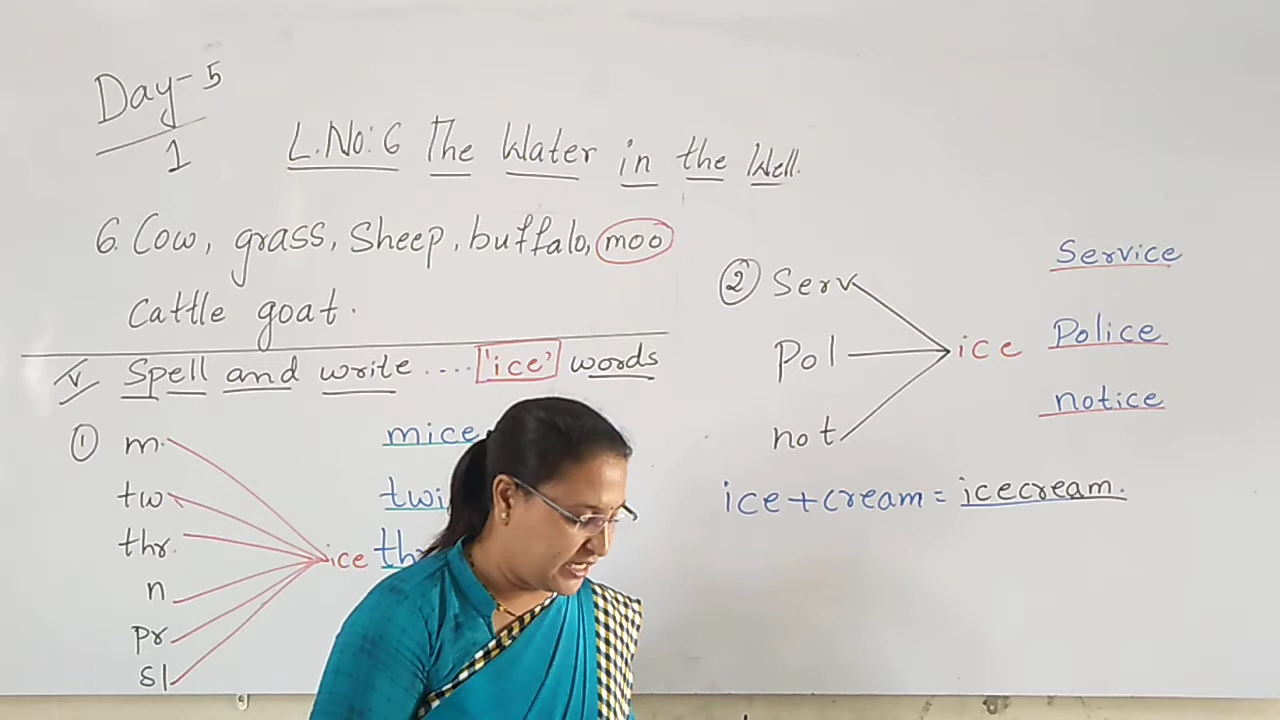 Day-5
1
L.No:6 The Water in the Well.
6. Cow, grass, Sheep, buffalo, moo
cattle goat.
V Spell and write .... 'ice' words
① m.
tw
thr.
n
pr
sl
ice
mice
② Serv
Pol
not
ice
Service
Police
notice
ice+cream = icecream.